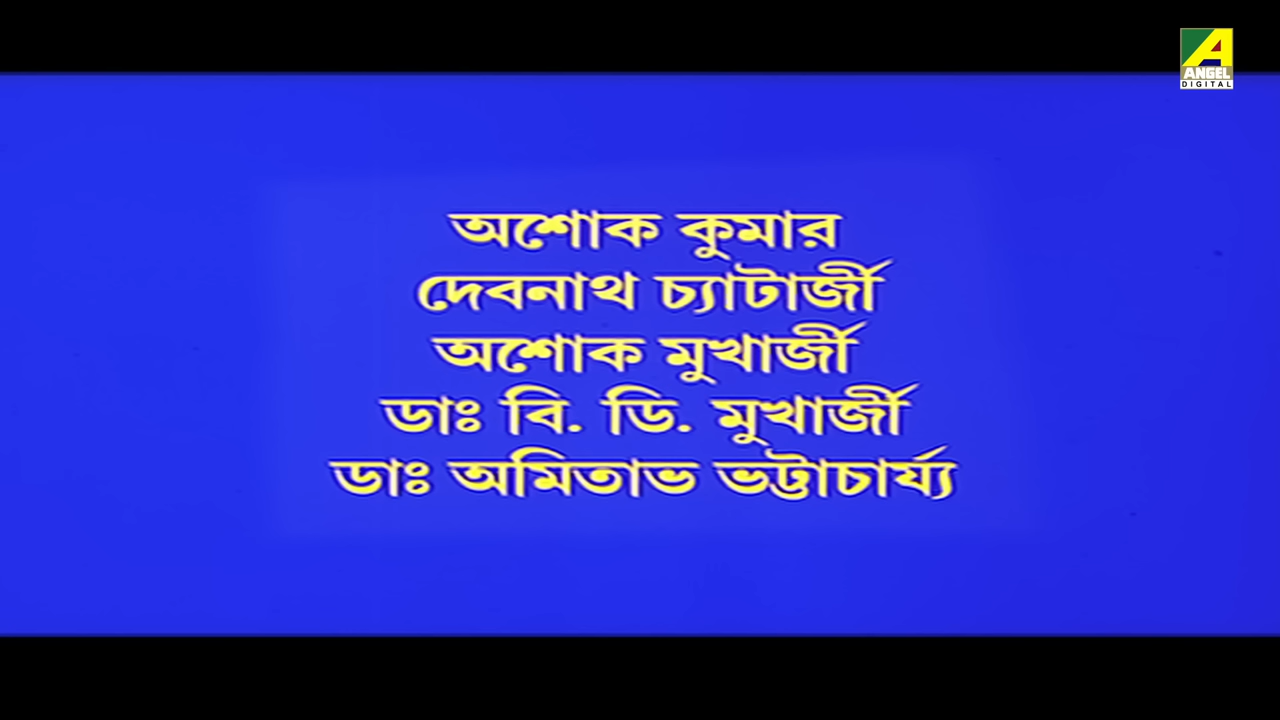 A
ANGEL
DIGITAL
অশোক কুমার
দেবনাথ চ্যাটার্জী
অশোক মুখার্জী
ডাঃ বি. ডি. মুখার্জী
ডাঃ অমিতাভ ভট্টাচার্য্য